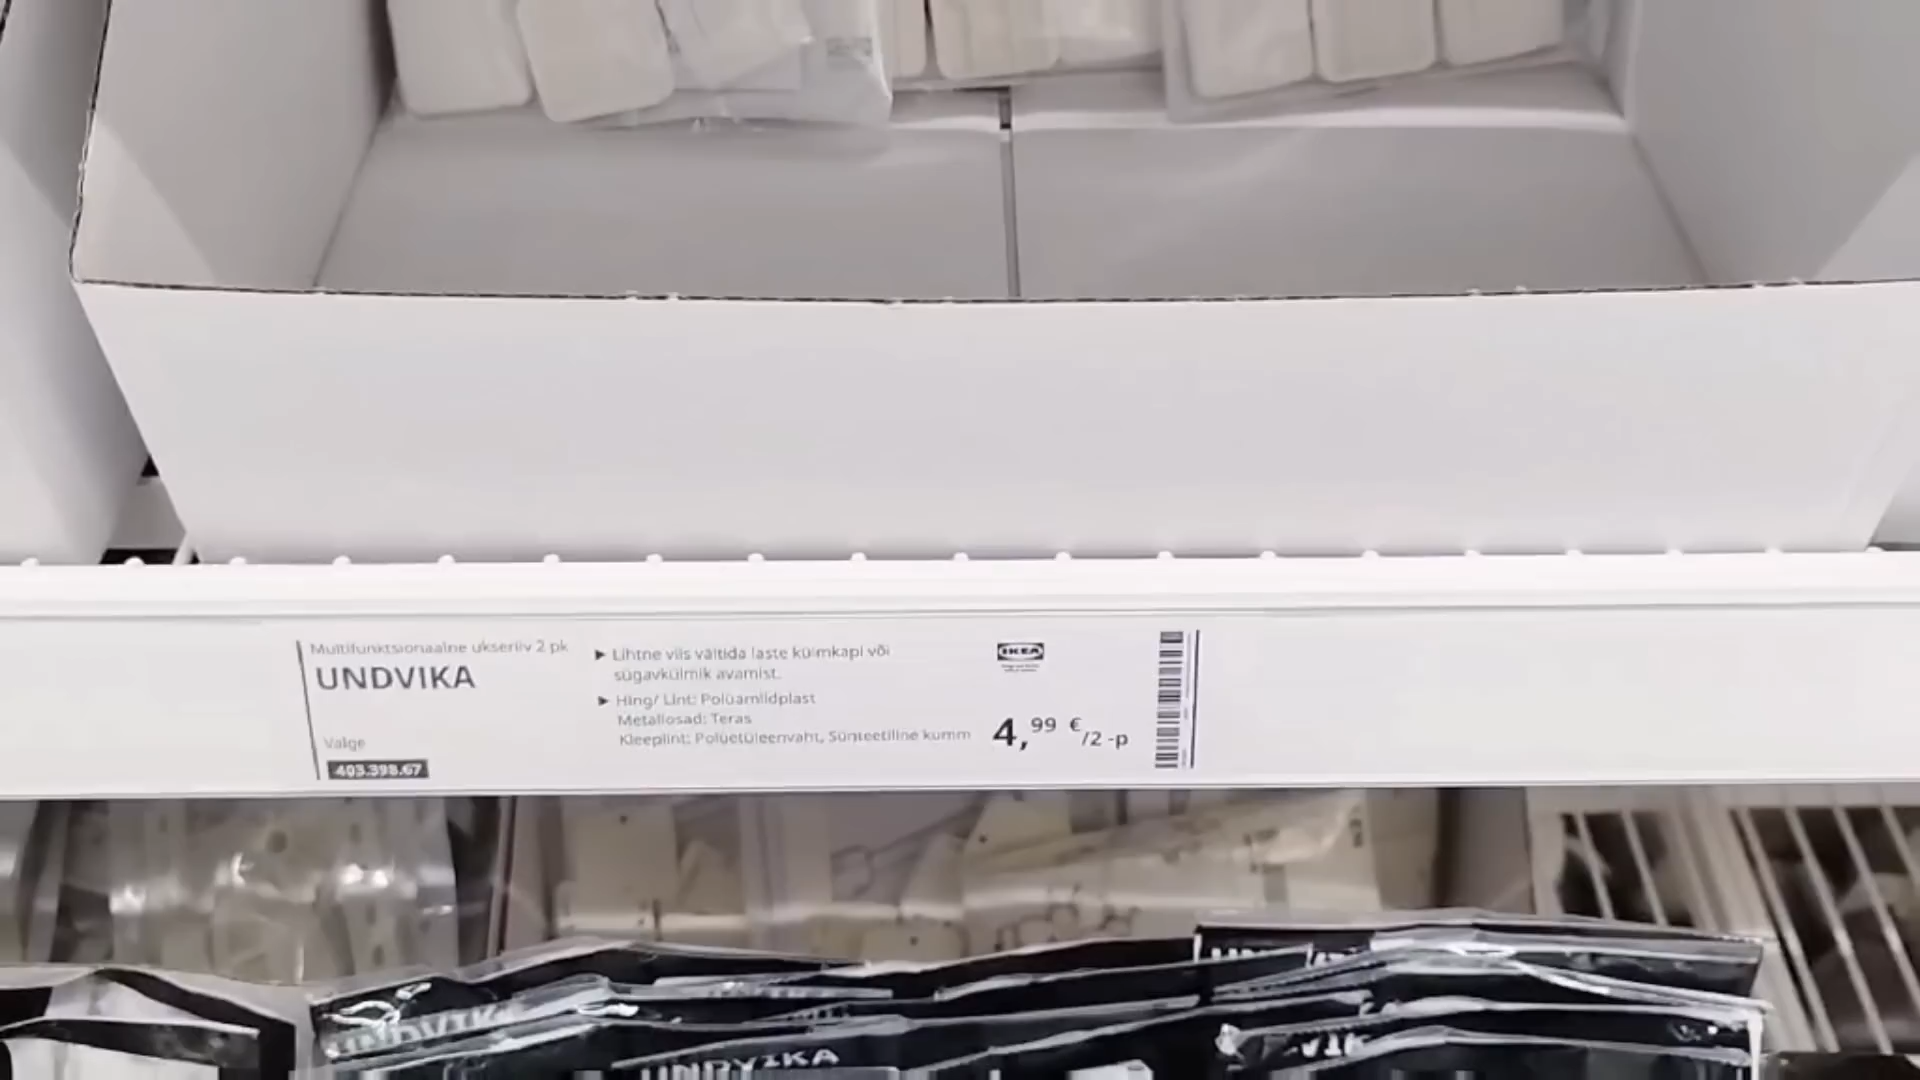 Multifunktsionaalne ukseriiv 2 pk
UNDVIKA
Valge
403.398.67
► Lihtne viis vältida laste külmkapi või
sügavkülmik avamist.
► Hing/ Lint: Polüamiidplast
Metallosad: Teras
Kleeplint: Polüetüleenvaht, Sünteetiline kumm
IKEA
4,99 €/2 -p
UNDVIKA
UNDVIKA